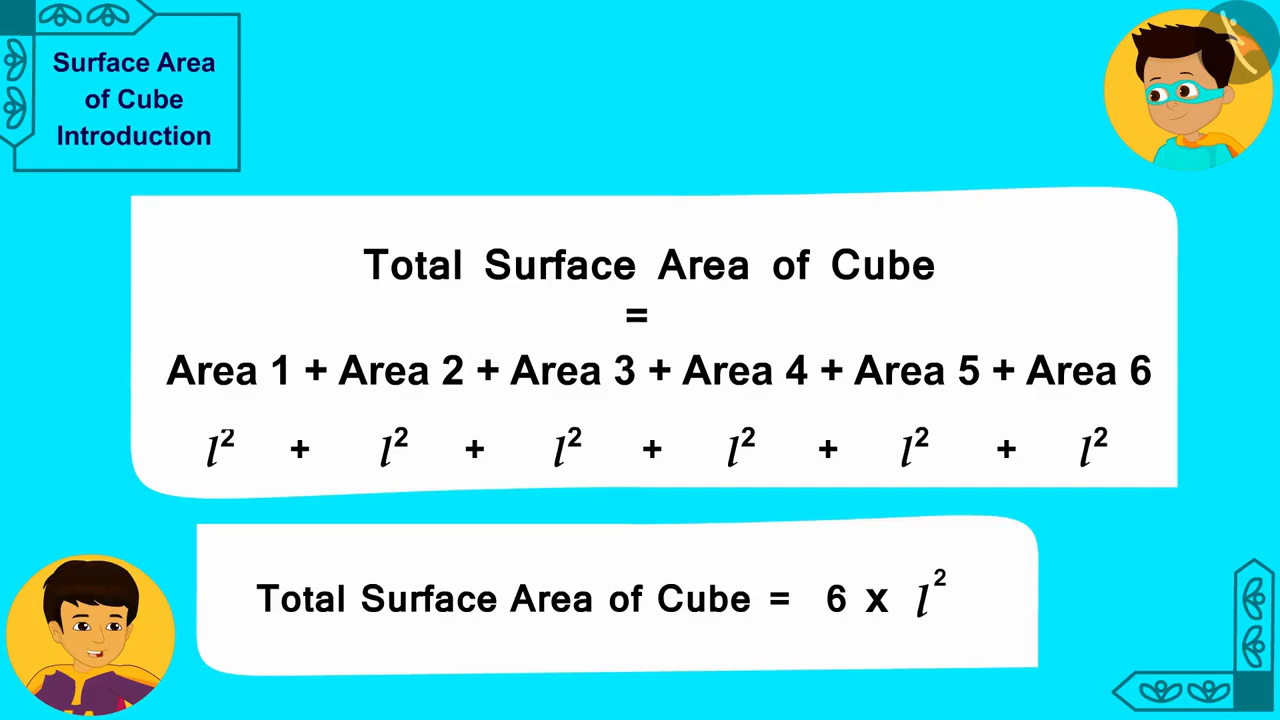 Surface Area
of Cube
Introduction
Total Surface Area of Cube
=
Area 1 + Area 2 + Area 3 + Area 4 + Area 5 + Area 6
l² + l² + l² + l² + l² + l²
Total Surface Area of Cube = 6 x l²